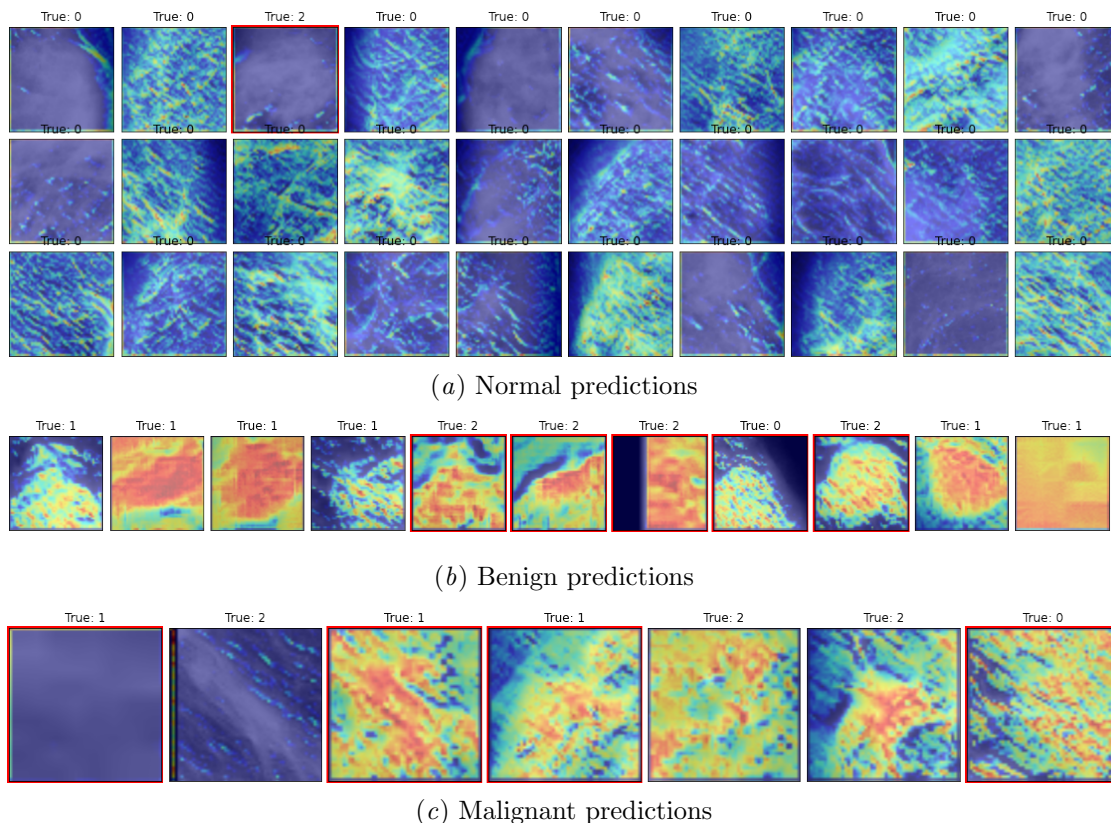 True: 0 True: 0 True: 2 True: 0 True: 0 True: 0 True: 0 True: 0 True: 0 True: 0
True: 0 True: 0 True: 0 True: 0 True: 0 True: 0 True: 0 True: 0 True: 0 True: 0
True: 0 True: 0 True: 0 True: 0 True: 0 True: 0 True: 0 True: 0 True: 0 True: 0
(a) Normal predictions
True: 1 True: 1 True: 1 True: 1 True: 2 True: 2 True: 2 True: 0 True: 2 True: 1 True: 1
(b) Benign predictions
True: 1 True: 2 True: 1 True: 1 True: 2 True: 2 True: 0
(c) Malignant predictions